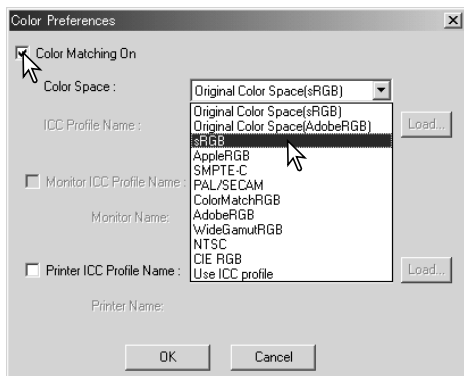 Color Preferences
Color Matching On
Color Space :
Original Color Space(sRGB)
Original Color Space(sRGB)
Original Color Space(AdobeRGB)
sRGB
AppleRGB
SMPTE-C
PAL/SECAM
ColorMatchRGB
AdobeRGB
WideGamutRGB
NTSC
CIE RGB
Use ICC profile
ICC Profile Name :
Load...
Monitor ICC Profile Name :
Monitor Name:
Printer ICC Profile Name :
Load...
Printer Name:
OK
Cancel